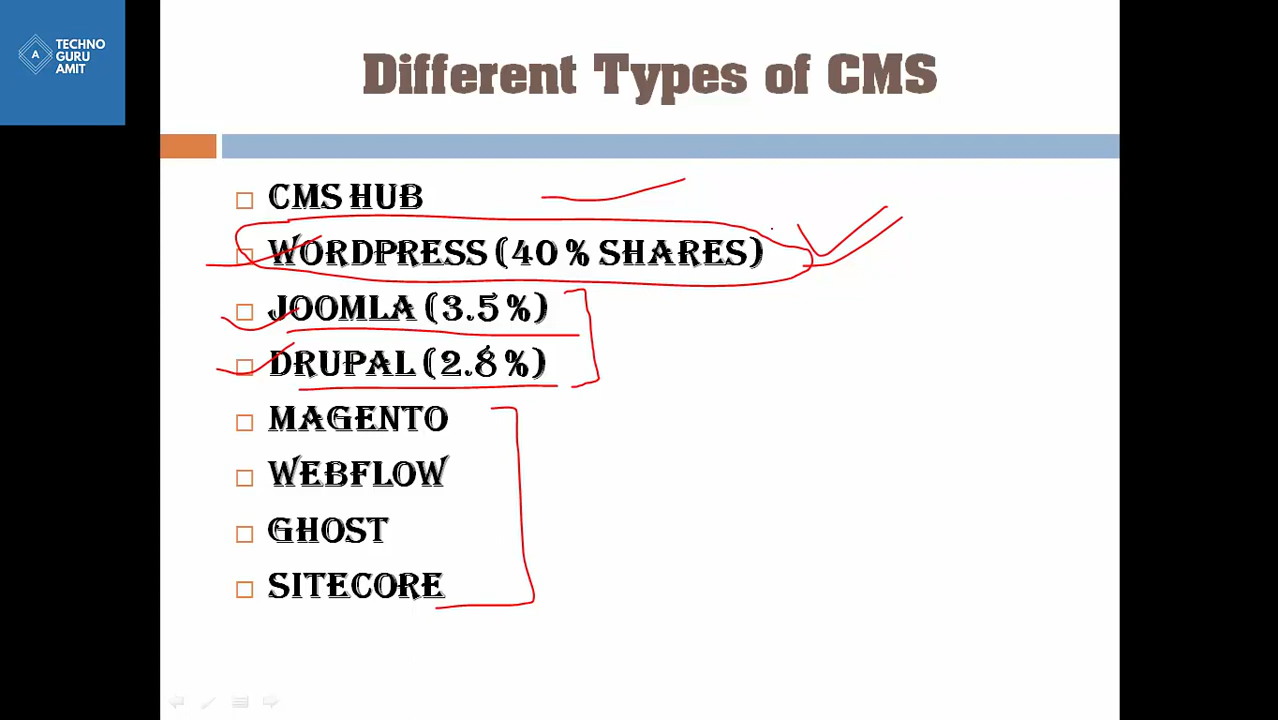 TECHNO
GURU
AMIT
A
Different Types of CMS
CMS HUB
WORDPRESS (40% SHARES)
JOOMLA (3.5%)
DRUPAL (2.8%)
MAGENTO
WEBFLOW
GHOST
SITECORE